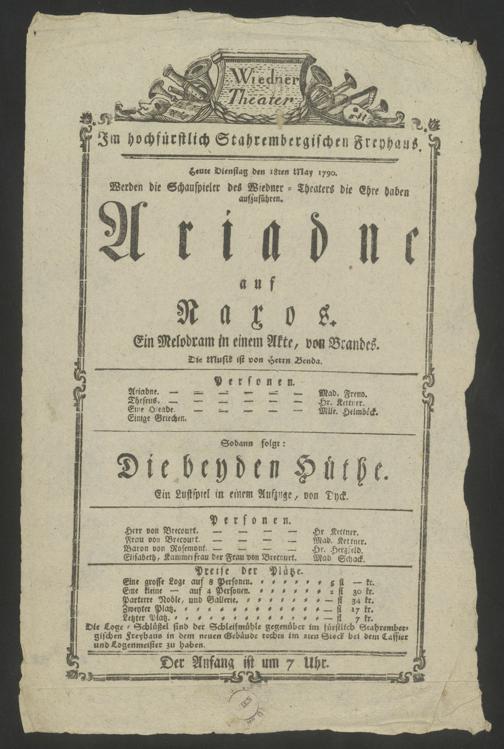 Wiedner
Theater
Im hochfürstlich Stahrembergischen Freyhaus.
Heute Dienstag den 18ten May 1790.
Werden die Schauspieler des Wiedner-Theaters die Ehre haben
aufzuführen.
Ariadne
auf
Naxos.
Ein Melodram in einem Akte, von Brandes.
Die Musik ist von Herrn Benda.
Personen.
Ariadne. — — — — — Mad. Freno.
Theseus. — — — — — Hr. Kettner.
Eine Oreade. — — — — — Mlle. Helmböck.
Einige Griechen.
Sodann folgt:
Die beyden Hüthe.
Ein Lustspiel in einem Aufzuge, von Dyck.
Personen.
Herr von Brecourt. — — — — Hr. Kettner.
Frau von Brecourt. — — — — Mad. Kettner.
Baron von Rosemont. — — — — Hr. Herzfeld.
Elisabeth, Kammerfrau der Frau von Brecourt. Mad. Schack.
Preise der Plätze.
Eine grosse Loge auf 8 Personen. 5 fl — kr.
Eine kleine — auf 4 Personen. 2 fl 30 kr.
Parterre Noble, und Gallerie. — fl 34 kr.
Zweyter Platz. — fl 17 kr.
Letzter Platz. — fl 7 kr.
Die Loge-Schlüßel sind der Schleifmühle gegenüber im fürstlich Stahrember-
gischen Freyhaus in dem neuen Gebäude rechts im 2ten Stock bei dem Cassier
und Logenmeister zu haben.
Der Anfang ist um 7 Uhr.